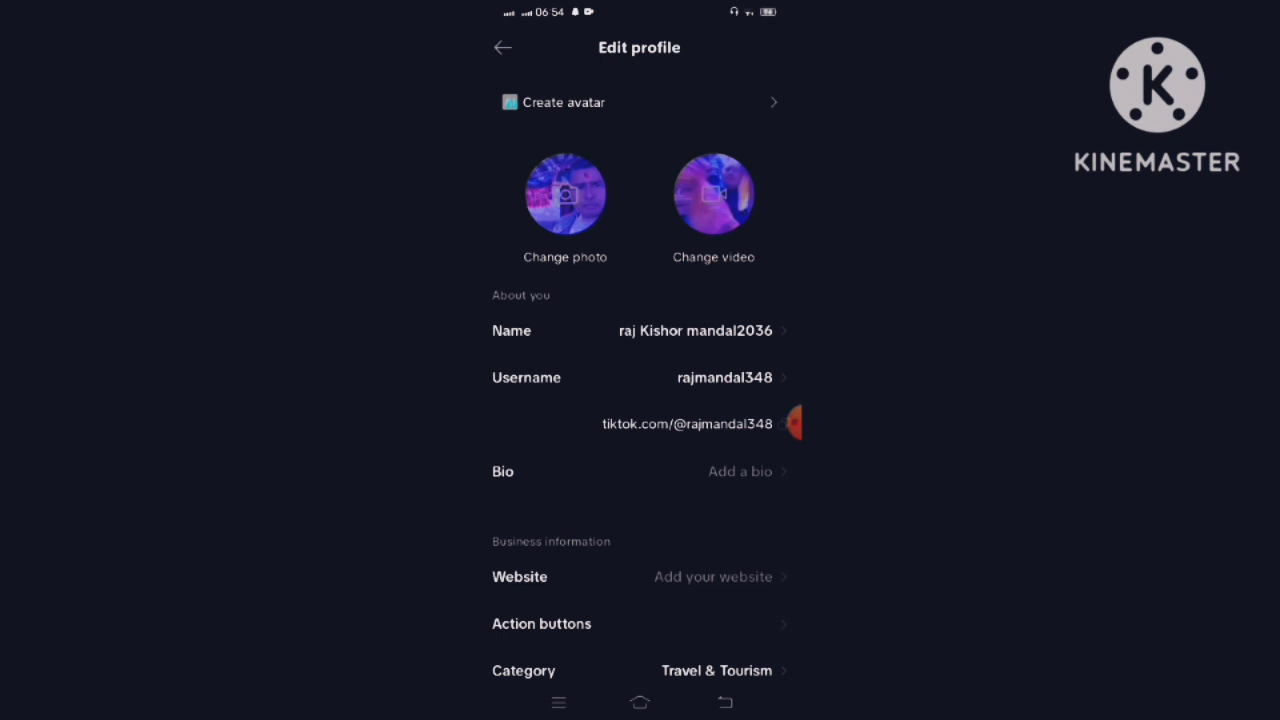 06:54
Edit profile
Create avatar
Change photo Change video
About you
Name raj Kishor mandal2036
Username rajmandal348
tiktok.com/@rajmandal348
Bio Add a bio
Business information
Website Add your website
Action buttons
Category Travel & Tourism
K
KINEMASTER